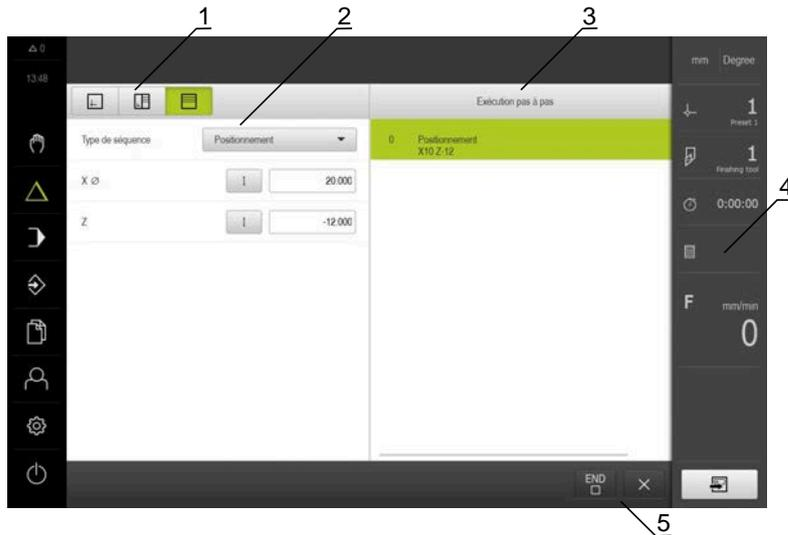 1
2
3
0
13:48
mm Degree
Exécution pas à pas
1
Preset 1
Type de séquence
Positionnement
0 Positionnement
X10 Z-12
1
Finishing tool
X Ø
I
20.000
0:00:00
4
Z
I
-12.000
F mm/min
0
END
5